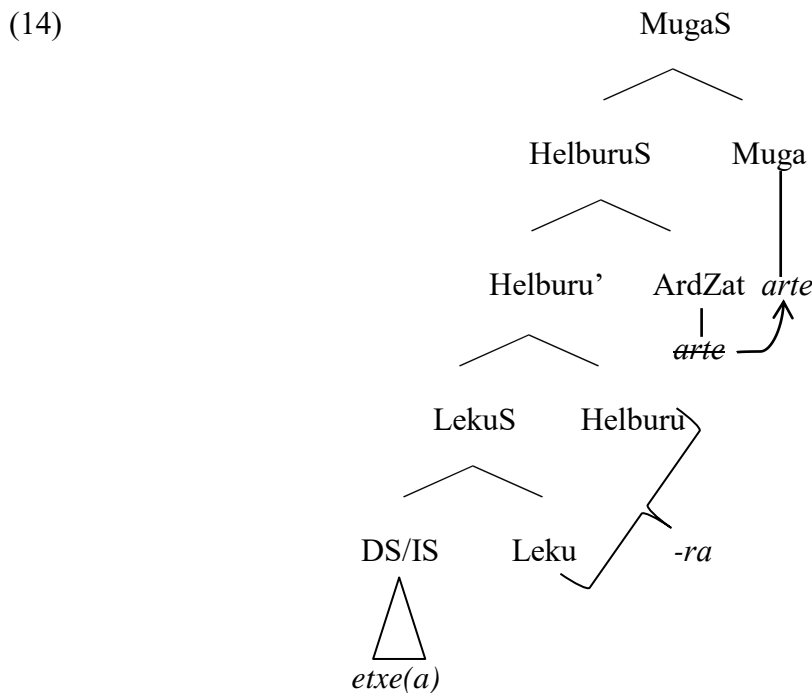 (14) MugaS
HelburuS Muga
Helburu’ ArdZat arte
arte
LekuS Helburu
DS/IS Leku -ra
etxe(a)